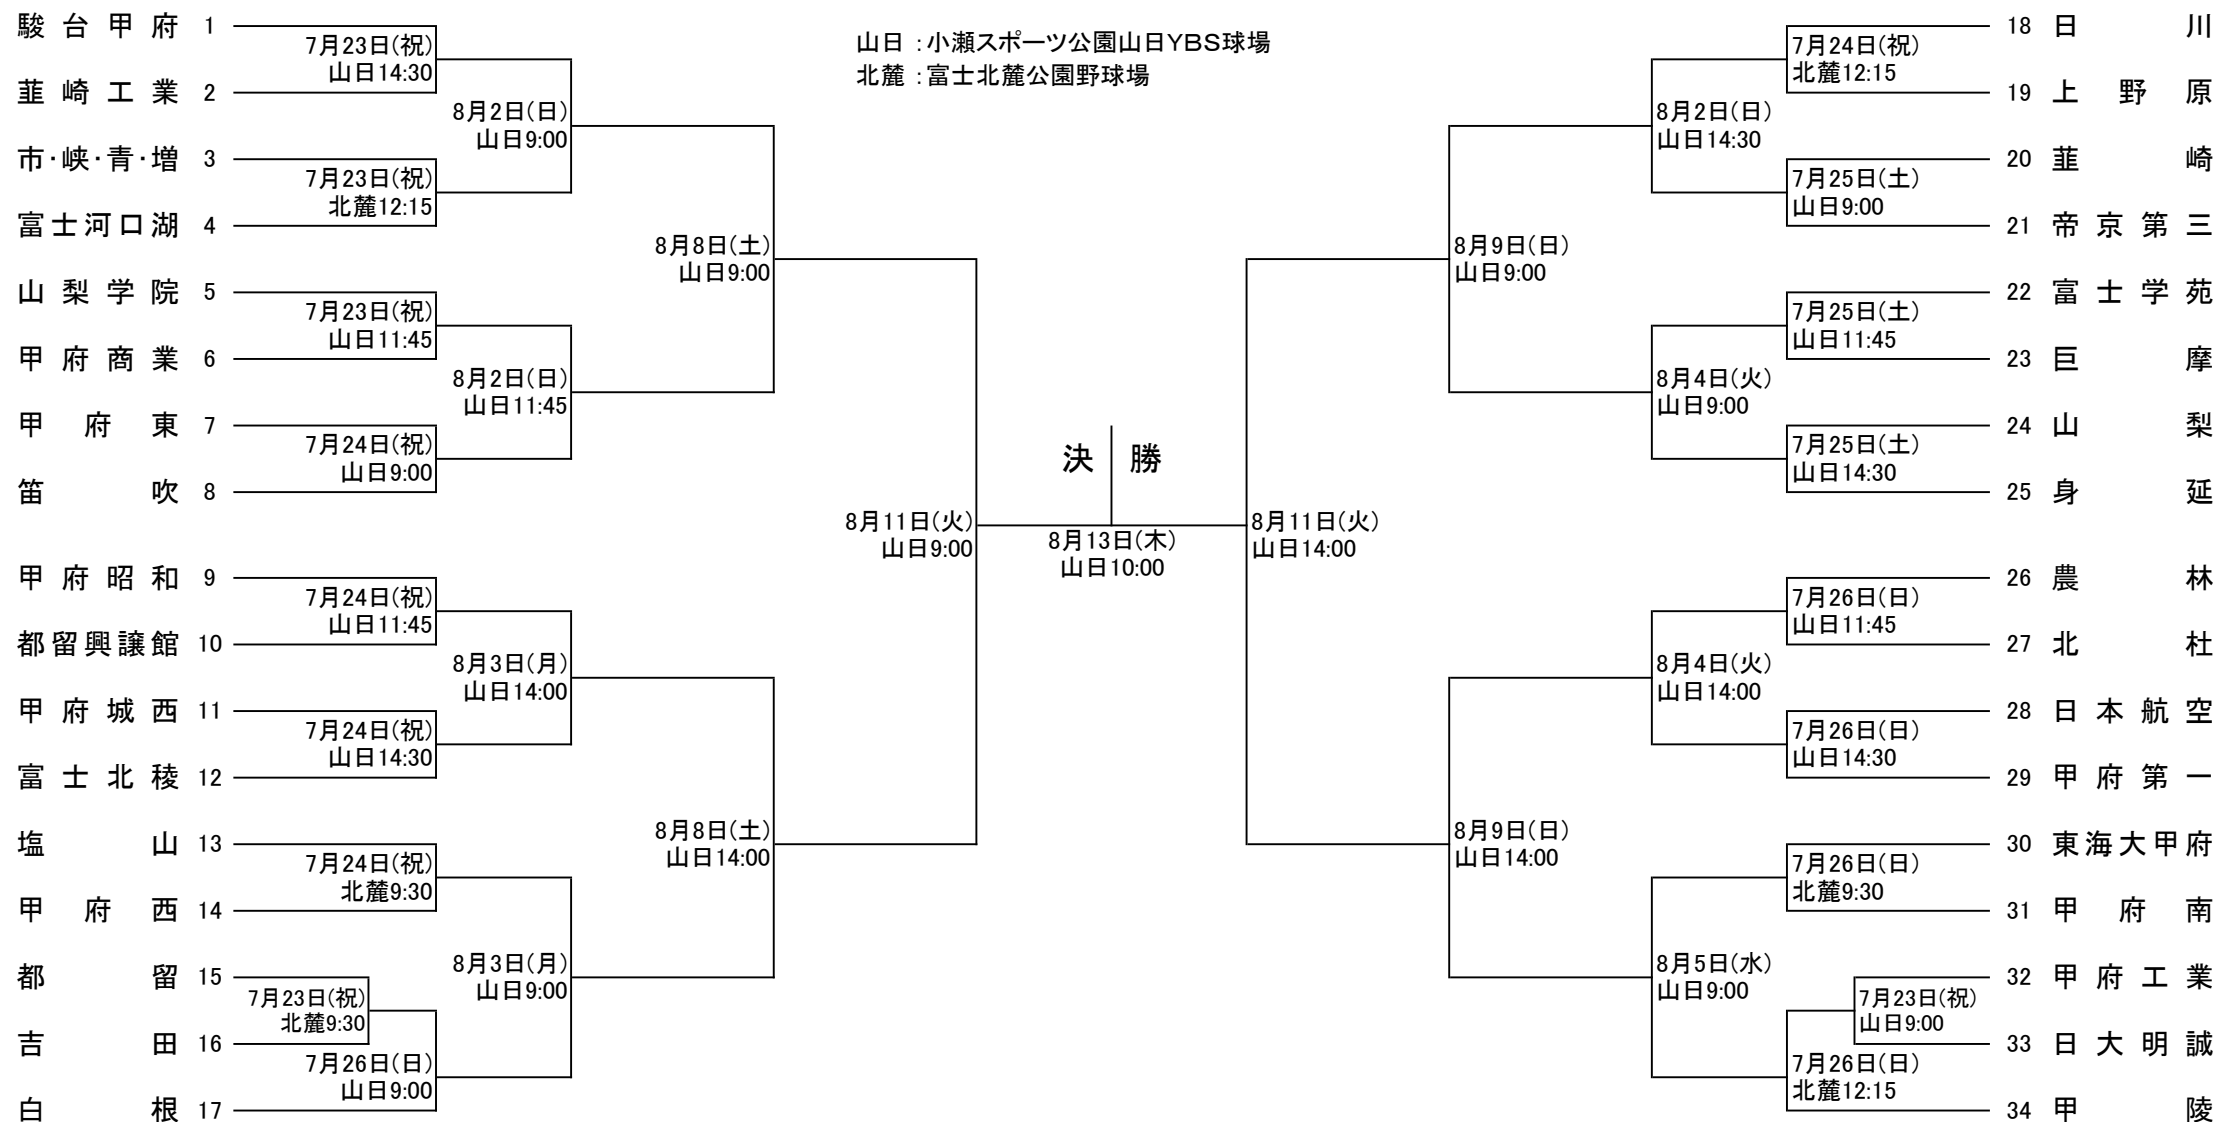 山日：小瀬スポーツ公園山日YBS球場
北麓：富士北麓公園野球場
駿台甲府 1
7月23日(祝)
山日14:30
韮崎工業 2
8月2日(日)
山日9:00
市・峡・青・増 3
7月23日(祝)
北麓12:15
富士河口湖 4
8月8日(土)
山日9:00
山梨学院 5
7月23日(祝)
山日11:45
甲府商業 6
8月2日(日)
山日11:45
甲府東 7
7月24日(祝)
山日9:00
笛吹 8
8月11日(火)
山日9:00
甲府昭和 9
7月24日(祝)
山日11:45
都留興譲館 10
8月3日(月)
山日14:00
甲府城西 11
7月24日(祝)
山日14:30
富士北稜 12
8月8日(土)
山日14:00
塩山 13
7月24日(祝)
北麓9:30
甲府西 14
8月3日(月)
山日9:00
都留 15
7月23日(祝)
北麓9:30
吉田 16
7月26日(日)
山日9:00
白根 17
決勝
8月13日(木)
山日10:00
18 日川
7月24日(祝)
北麓12:15
19 上野原
8月2日(日)
山日14:30
20 韮崎
7月25日(土)
山日9:00
21 帝京第三
8月9日(日)
山日9:00
22 富士学苑
7月25日(土)
山日11:45
23 巨摩
8月4日(火)
山日9:00
24 山梨
7月25日(土)
山日14:30
25 身延
8月11日(火)
山日14:00
26 農林
7月26日(日)
山日11:45
27 北杜
8月4日(火)
山日14:00
28 日本航空
7月26日(日)
山日14:30
29 甲府第一
8月9日(日)
山日14:00
30 東海大甲府
7月26日(日)
北麓9:30
31 甲府南
8月5日(水)
山日9:00
32 甲府工業
7月23日(祝)
山日9:00
33 日大明誠
7月26日(日)
北麓12:15
34 甲陵